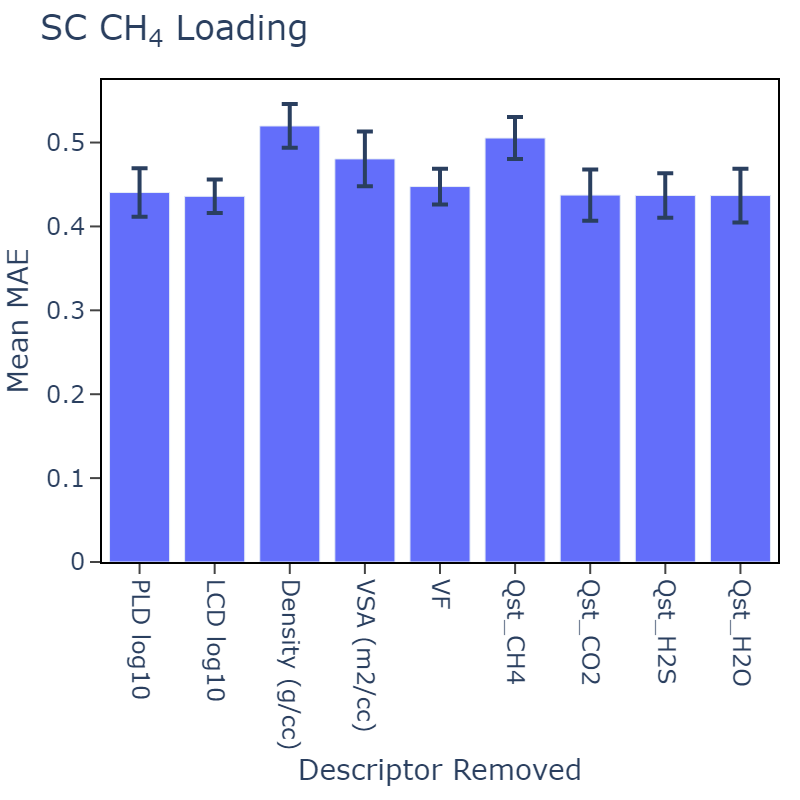 SC CH₄ Loading
Mean MAE
0.5
0.4
0.3
0.2
0.1
0
PLD log10
LCD log10
Density (g/cc)
VSA (m2/cc)
VF
Qst_CH4
Qst_CO2
Qst_H2S
Qst_H2O
Descriptor Removed